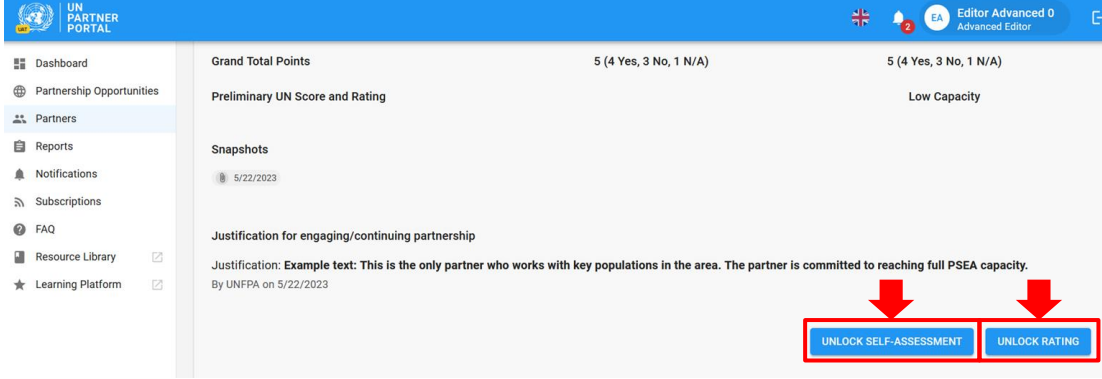 UN
PARTNER
PORTAL
UAT
2
EA
Editor Advanced 0
Advanced Editor
Dashboard
Partnership Opportunities
Partners
Reports
Notifications
Subscriptions
FAQ
Resource Library
Learning Platform
Grand Total Points 5 (4 Yes, 3 No, 1 N/A) 5 (4 Yes, 3 No, 1 N/A)
Preliminary UN Score and Rating Low Capacity
Snapshots
5/22/2023
Justification for engaging/continuing partnership
Justification: Example text: This is the only partner who works with key populations in the area. The partner is committed to reaching full PSEA capacity.
By UNFPA on 5/22/2023
UNLOCK SELF-ASSESSMENT UNLOCK RATING